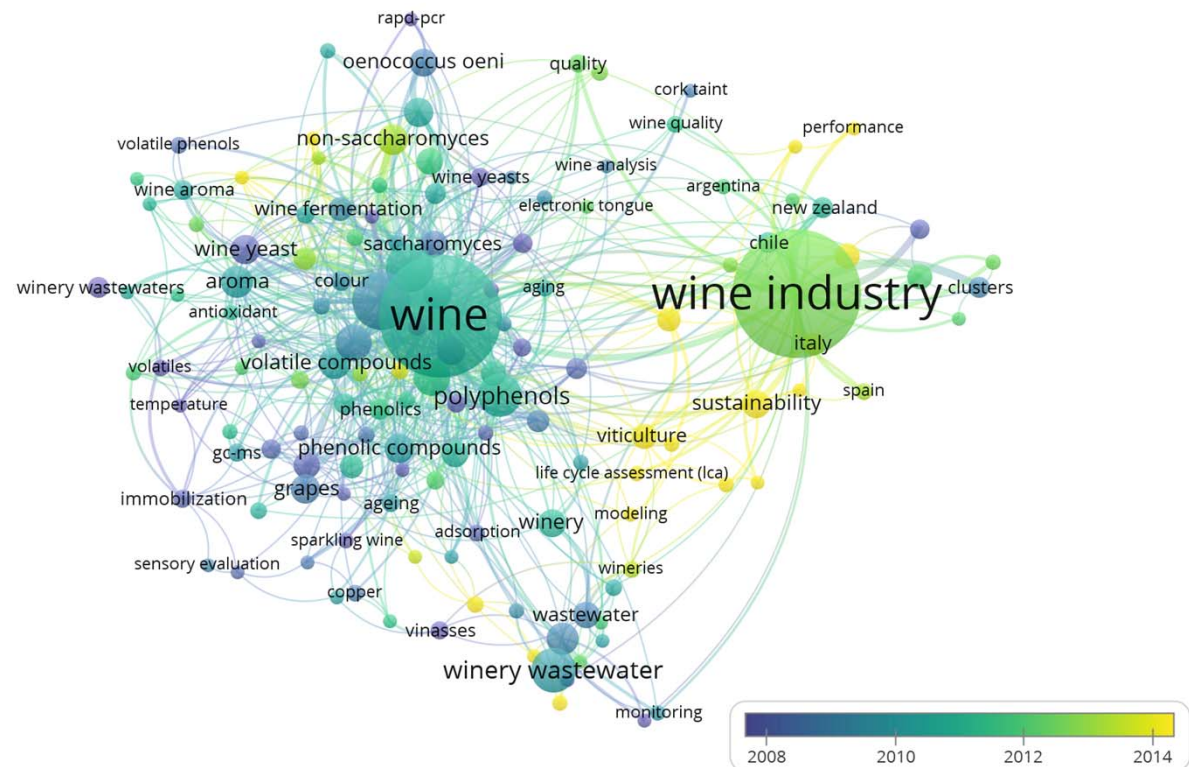 rapd-pcr
oenococcus oeni
quality
cork taint
wine quality
performance
non-saccharomyces
volatile phenols
wine analysis
wine yeasts
argentina
wine aroma
electronic tongue
new zealand
wine fermentation
saccharomyces
chile
wine yeast
colour
aroma
winery wastewaters
aging
clusters
wine industry
antioxidant
wine
italy
volatile compounds
volatiles
spain
polyphenols
sustainability
temperature
phenolics
viticulture
phenolic compounds
gc-ms
life cycle assessment (lca)
grapes
immobilization
ageing
modeling
winery
adsorption
sparkling wine
sensory evaluation
wineries
copper
wastewater
vinasses
winery wastewater
monitoring
2008 2010 2012 2014